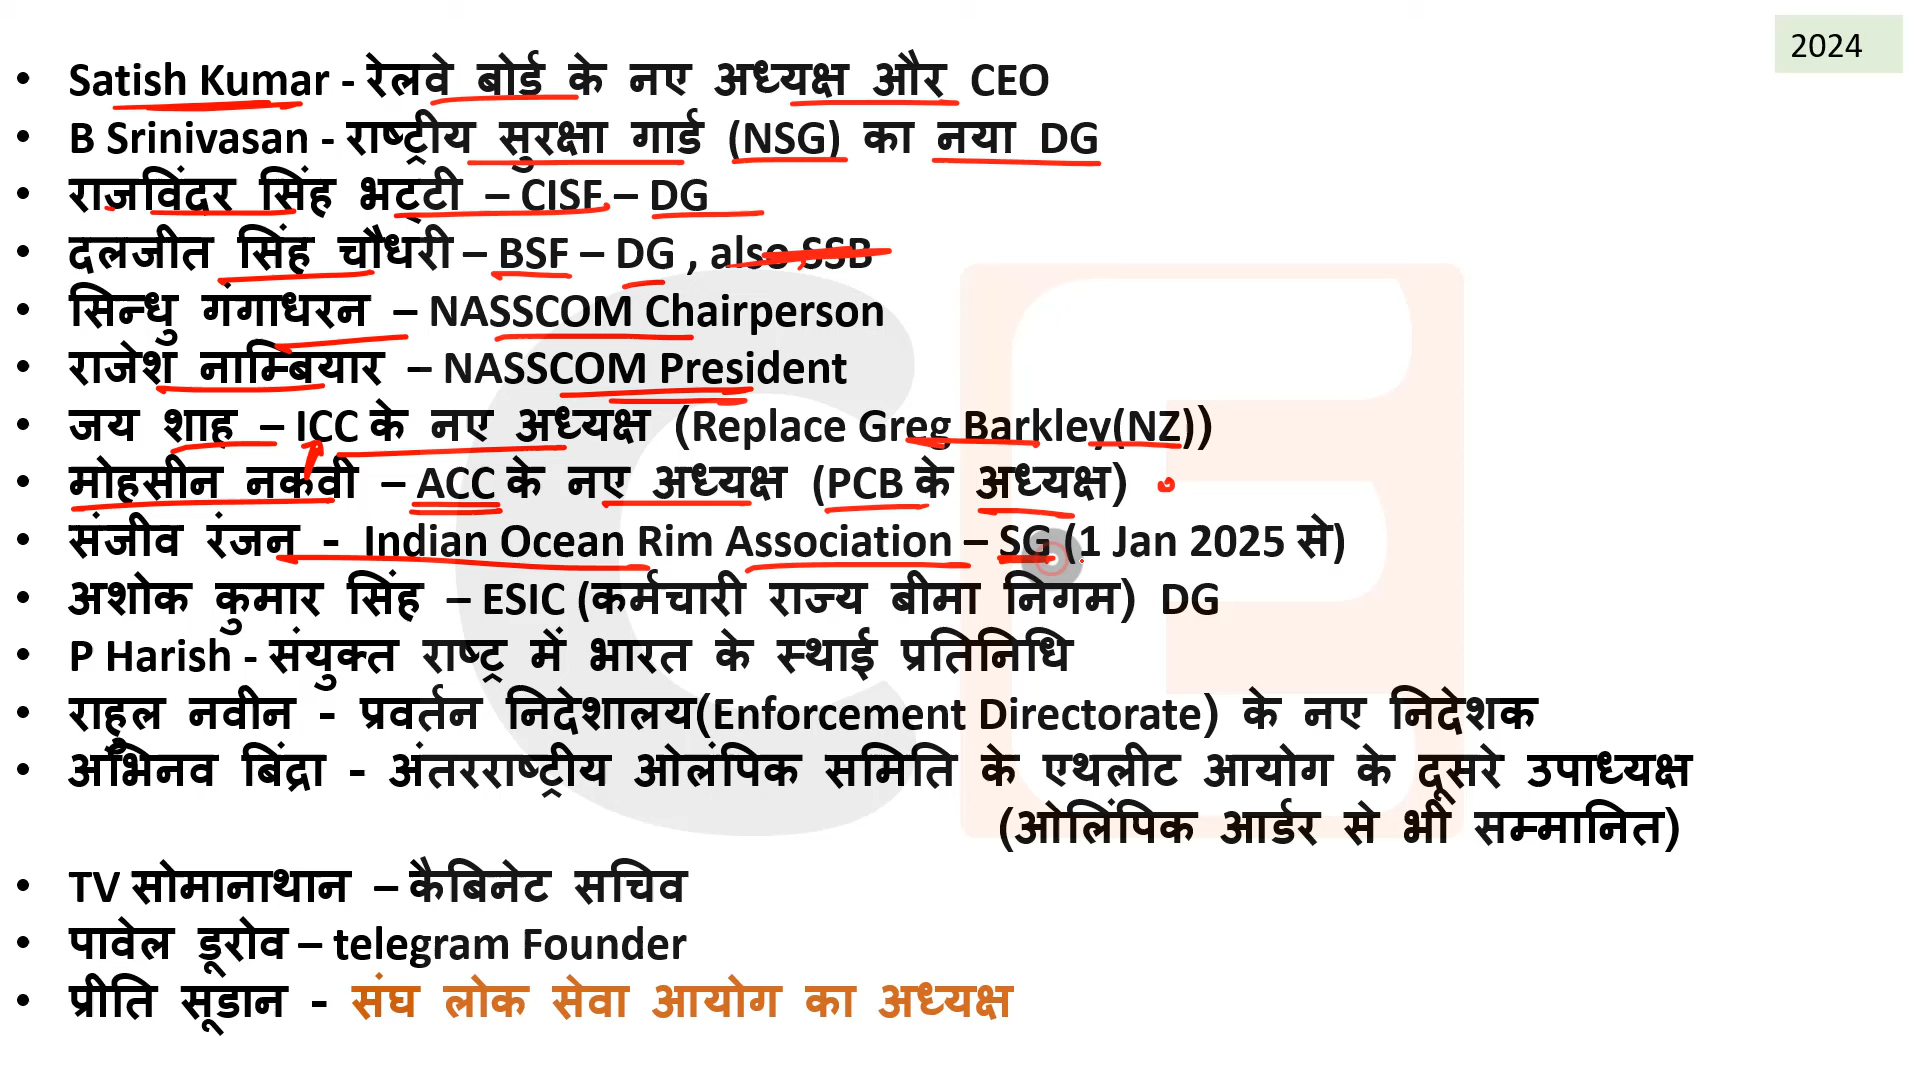 2024
• Satish Kumar - रेलवे बोर्ड के नए अध्यक्ष और CEO
• B Srinivasan - राष्ट्रीय सुरक्षा गार्ड (NSG) का नया DG
• राजविंदर सिंह भट्टी – CISF – DG
• दलजीत सिंह चौधरी – BSF – DG , also SSB
• सिन्धु गंगाधरन – NASSCOM Chairperson
• राजेश नाम्बियार – NASSCOM President
• जय शाह – ICC के नए अध्यक्ष (Replace Greg Barkley(NZ))
• मोहसीन नकवी – ACC के नए अध्यक्ष (PCB के अध्यक्ष)
• संजीव रंजन - Indian Ocean Rim Association – SG (1 Jan 2025 से)
• अशोक कुमार सिंह – ESIC (कर्मचारी राज्य बीमा निगम) DG
• P Harish - संयुक्त राष्ट्र में भारत के स्थाई प्रतिनिधि
• राहुल नवीन - प्रवर्तन निदेशालय(Enforcement Directorate) के नए निदेशक
• अभिनव बिंद्रा - अंतरराष्ट्रीय ओलंपिक समिति के एथलीट आयोग के दूसरे उपाध्यक्ष
(ओलिंपिक आर्डर से भी सम्मानित)
• TV सोमानाथान – कैबिनेट सचिव
• पावेल डूरोव – telegram Founder
• प्रीति सूडान - संघ लोक सेवा आयोग का अध्यक्ष